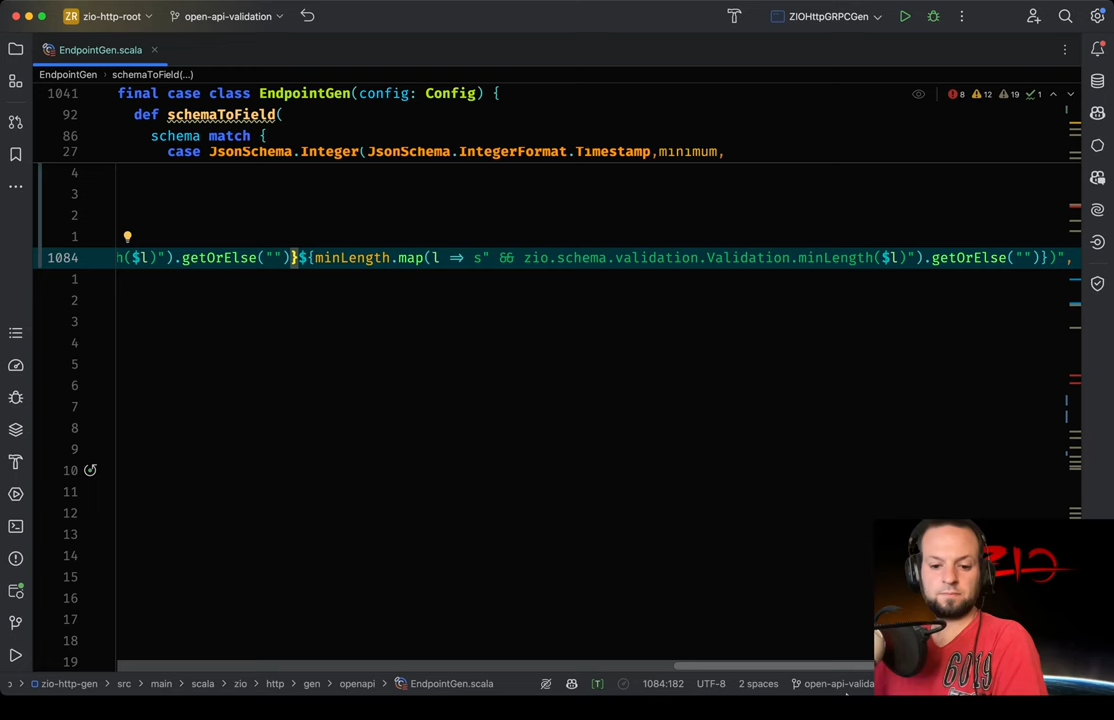 ZR zio-http-root open-api-validation ZIOHttpGRPCGen
EndpointGen.scala
EndpointGen schemaToField(...)
1041 final case class EndpointGen(config: Config) { 8 12 19 1
92 def schemaToField(
86 schema match {
27 case JsonSchema.Integer(JsonSchema.IntegerFormat.Timestamp,minimum,
4
3
2
1
1084 h($l)").getOrElse("")}${minLength.map(l => s" && zio.schema.validation.Validation.minLength($l)").getOrElse("")})",
1
2
3
4
5
6
7
8
9
10
11
12
13
14
15
16
17
18
19
zio-http-gen src main scala zio http gen openapi EndpointGen.scala 1084:182 UTF-8 2 spaces open-api-valida
ZIO
6019